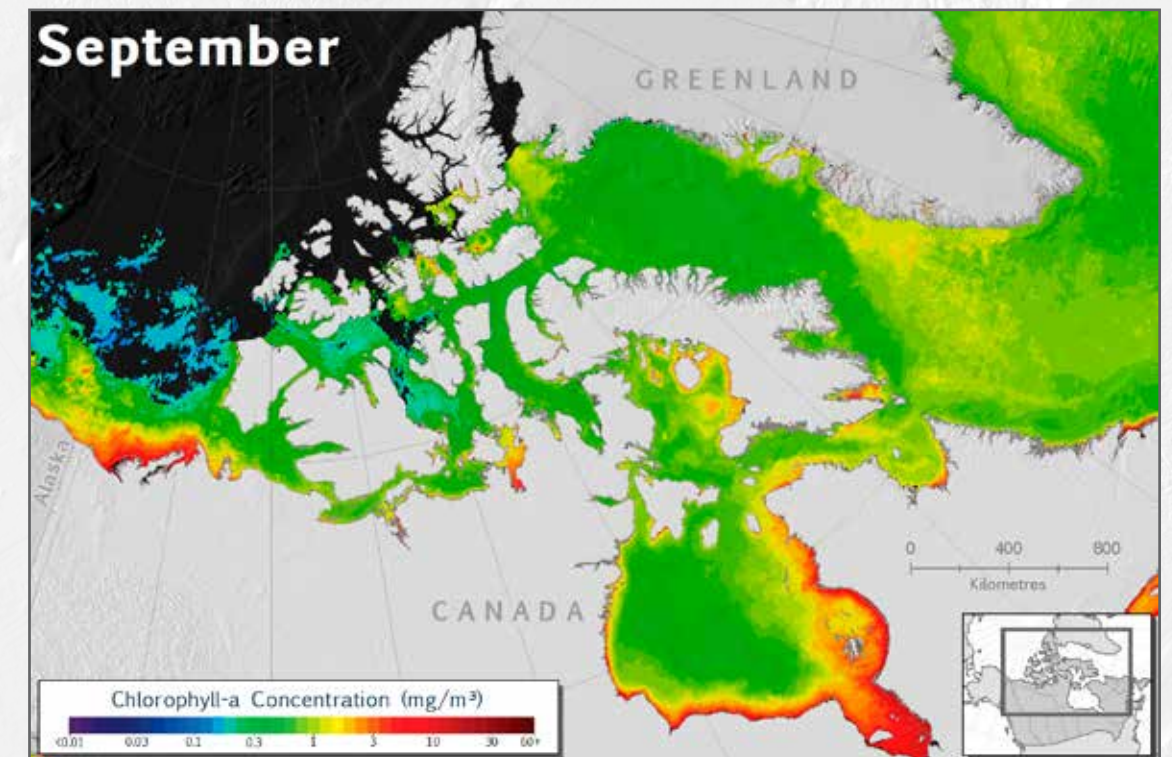 September
GREENLAND
Alaska
CANADA
0 400 800
Kilometres
Chlorophyll-a Concentration (mg/m³)
<0.01 0.03 0.1 0.3 1 3 10 30 60+